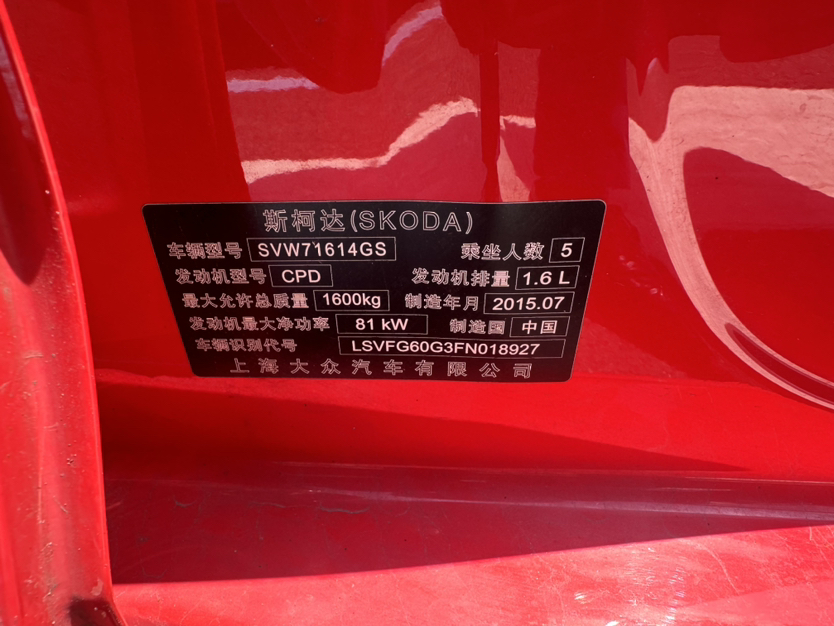 斯柯达(SKODA)
车辆型号 SVW71614GS 乘坐人数 5
发动机型号 CPD 发动机排量 1.6 L
最大允许总质量 1600kg 制造年月 2015.07
发动机最大净功率 81 kW 制造国 中国
车辆识别代号 LSVFG60G3FN018927
上海大众汽车有限公司